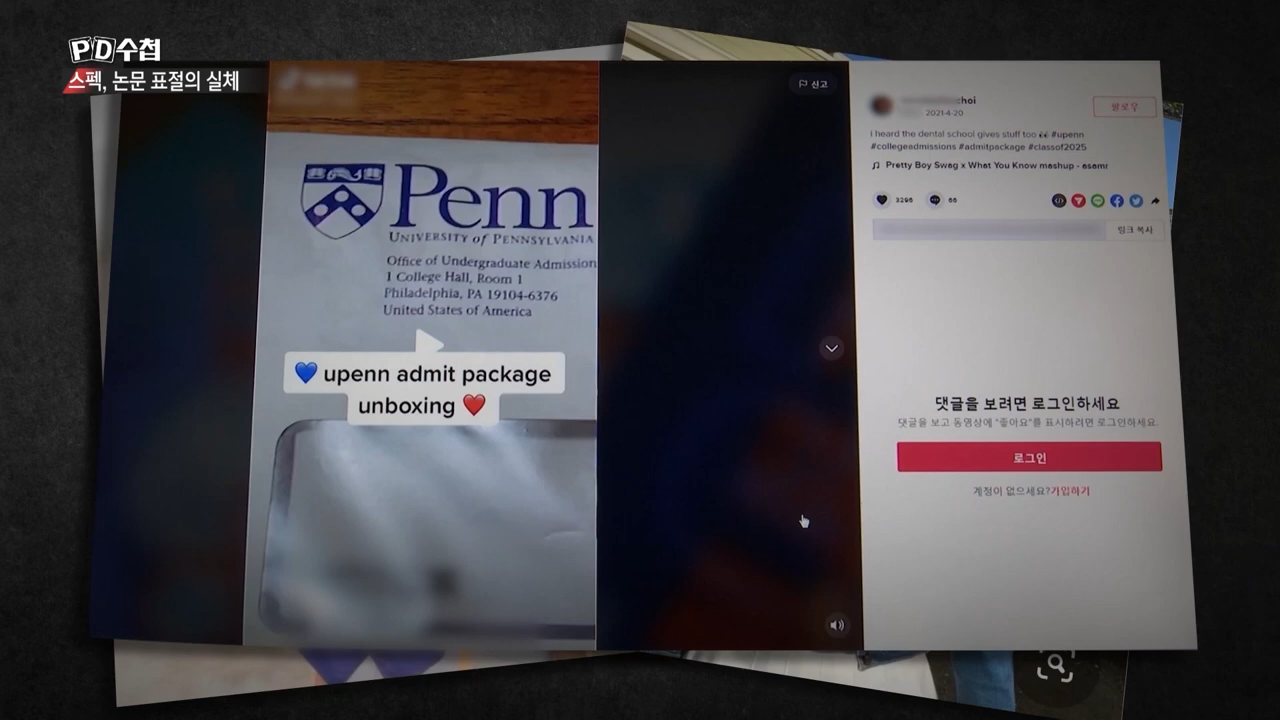 PD수첩
스펙, 논문 표절의 실체
Penn
UNIVERSITY of PENNSYLVANIA
Office of Undergraduate Admission
1 College Hall, Room 1
Philadelphia, PA 19104-6376
United States of America
💙 upenn admit package
unboxing ❤️
신고
choi
2021-4-20
팔로우
i heard the dental school gives stuff too 👀 #upenn
#collegeadmissions #admitpackage #classof2025
Pretty Boy Swag x What You Know mashup - asamr
3296
66
링크 복사
댓글을 보려면 로그인하세요
댓글을 보고 동영상에 "좋아요"를 표시하려면 로그인하세요.
로그인
계정이 없으세요?가입하기